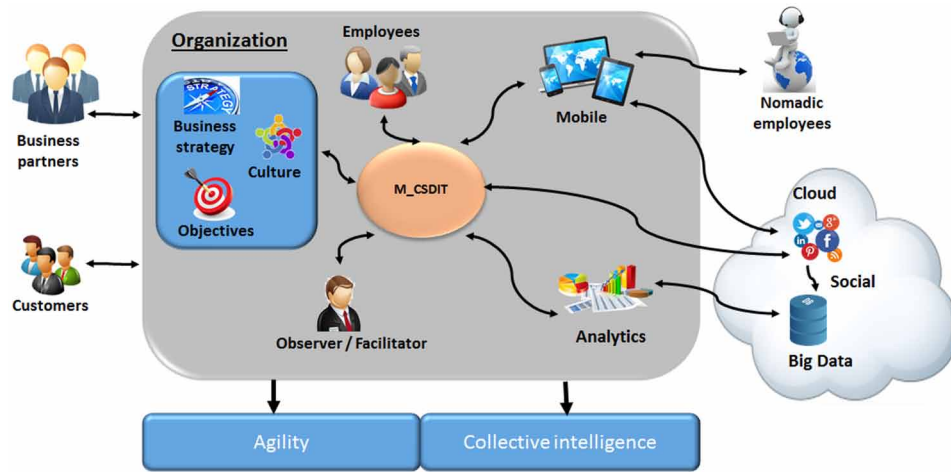 Organization
Employees
Business
partners
STRATEGY
Business
strategy
Culture
Objectives
Customers
M_CSDIT
Mobile
Nomadic
employees
Cloud
Social
Big Data
Observer / Facilitator
Analytics
Agility
Collective intelligence